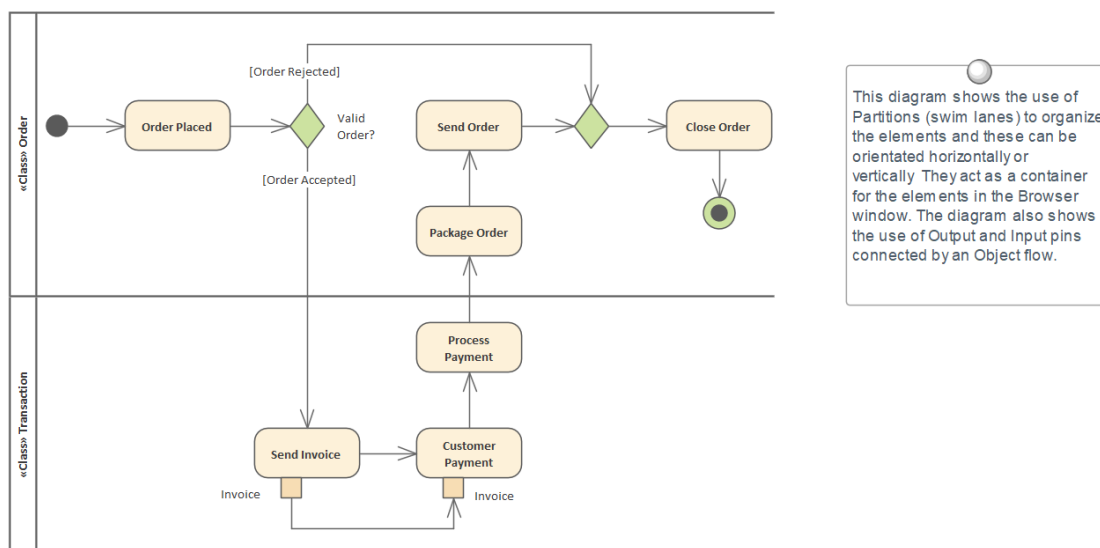 «Class» Order
[Order Rejected]
Order Placed
Valid
Order?
Send Order
Close Order
[Order Accepted]
Package Order
«Class» Transaction
Process
Payment
Send Invoice
Customer
Payment
Invoice
Invoice
This diagram shows the use of
Partitions (swim lanes) to organize
the elements and these can be
orientated horizontally or
vertically They act as a container
for the elements in the Browser
window. The diagram also shows
the use of Output and Input pins
connected by an Object flow.